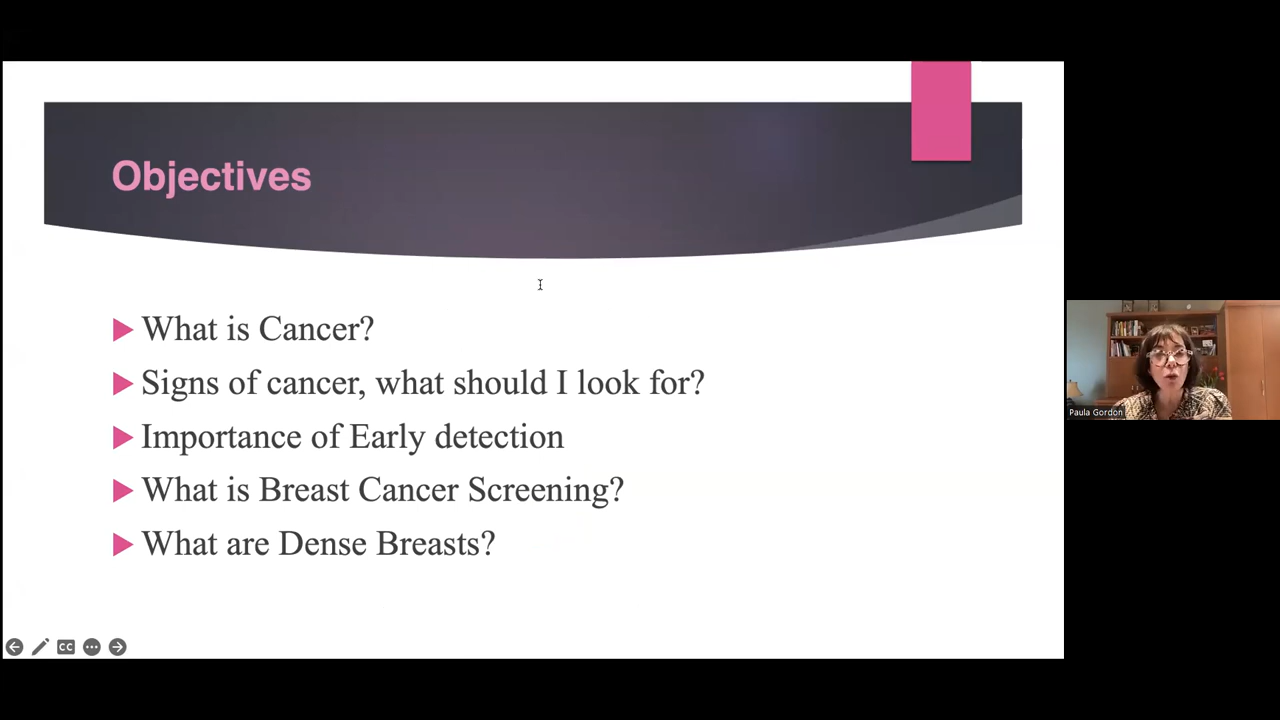 Objectives
What is Cancer?
Signs of cancer, what should I look for?
Importance of Early detection
What is Breast Cancer Screening?
What are Dense Breasts?
Paula Gordon
CC